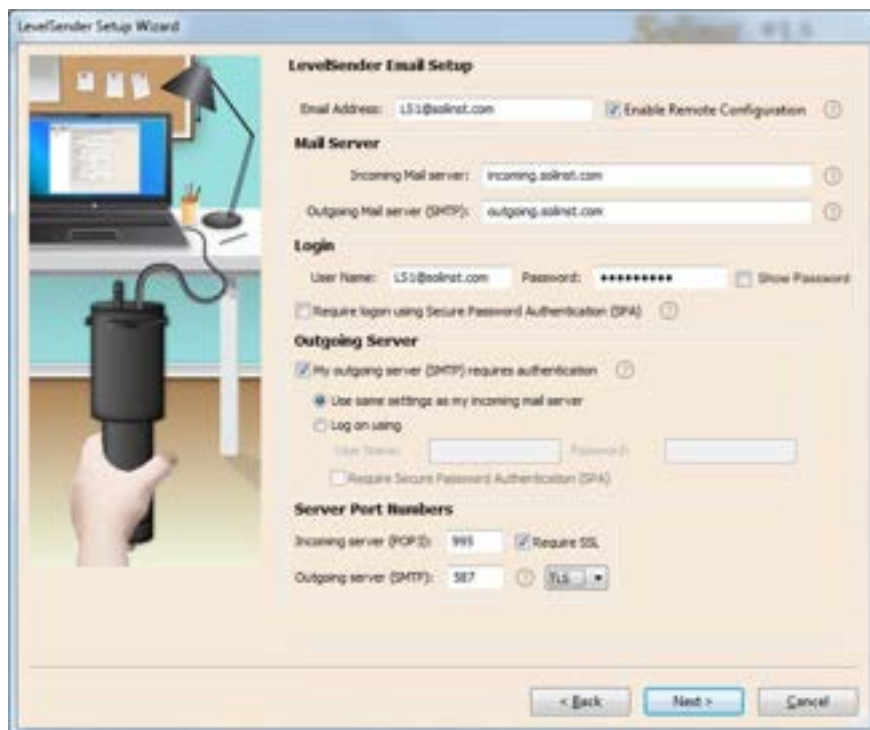 LevelSender Setup Wizard
Solinst
LevelSender Email Setup
Email Address: LS1@solinst.com Enable Remote Configuration ?
Mail Server
Incoming Mail server: incoming.solinst.com ?
Outgoing Mail server (SMTP): outgoing.solinst.com ?
Login
User Name: LS1@solinst.com Password: ********* Show Password
Require logon using Secure Password Authentication (SPA) ?
Outgoing Server
My outgoing server (SMTP) requires authentication ?
Use same settings as my incoming mail server
Log on using
User Name: Password:
Require Secure Password Authentication (SPA)
Server Port Numbers
Incoming server (POP3): 995 Require SSL
Outgoing server (SMTP): 587 ? TLS
< Back Next > Cancel